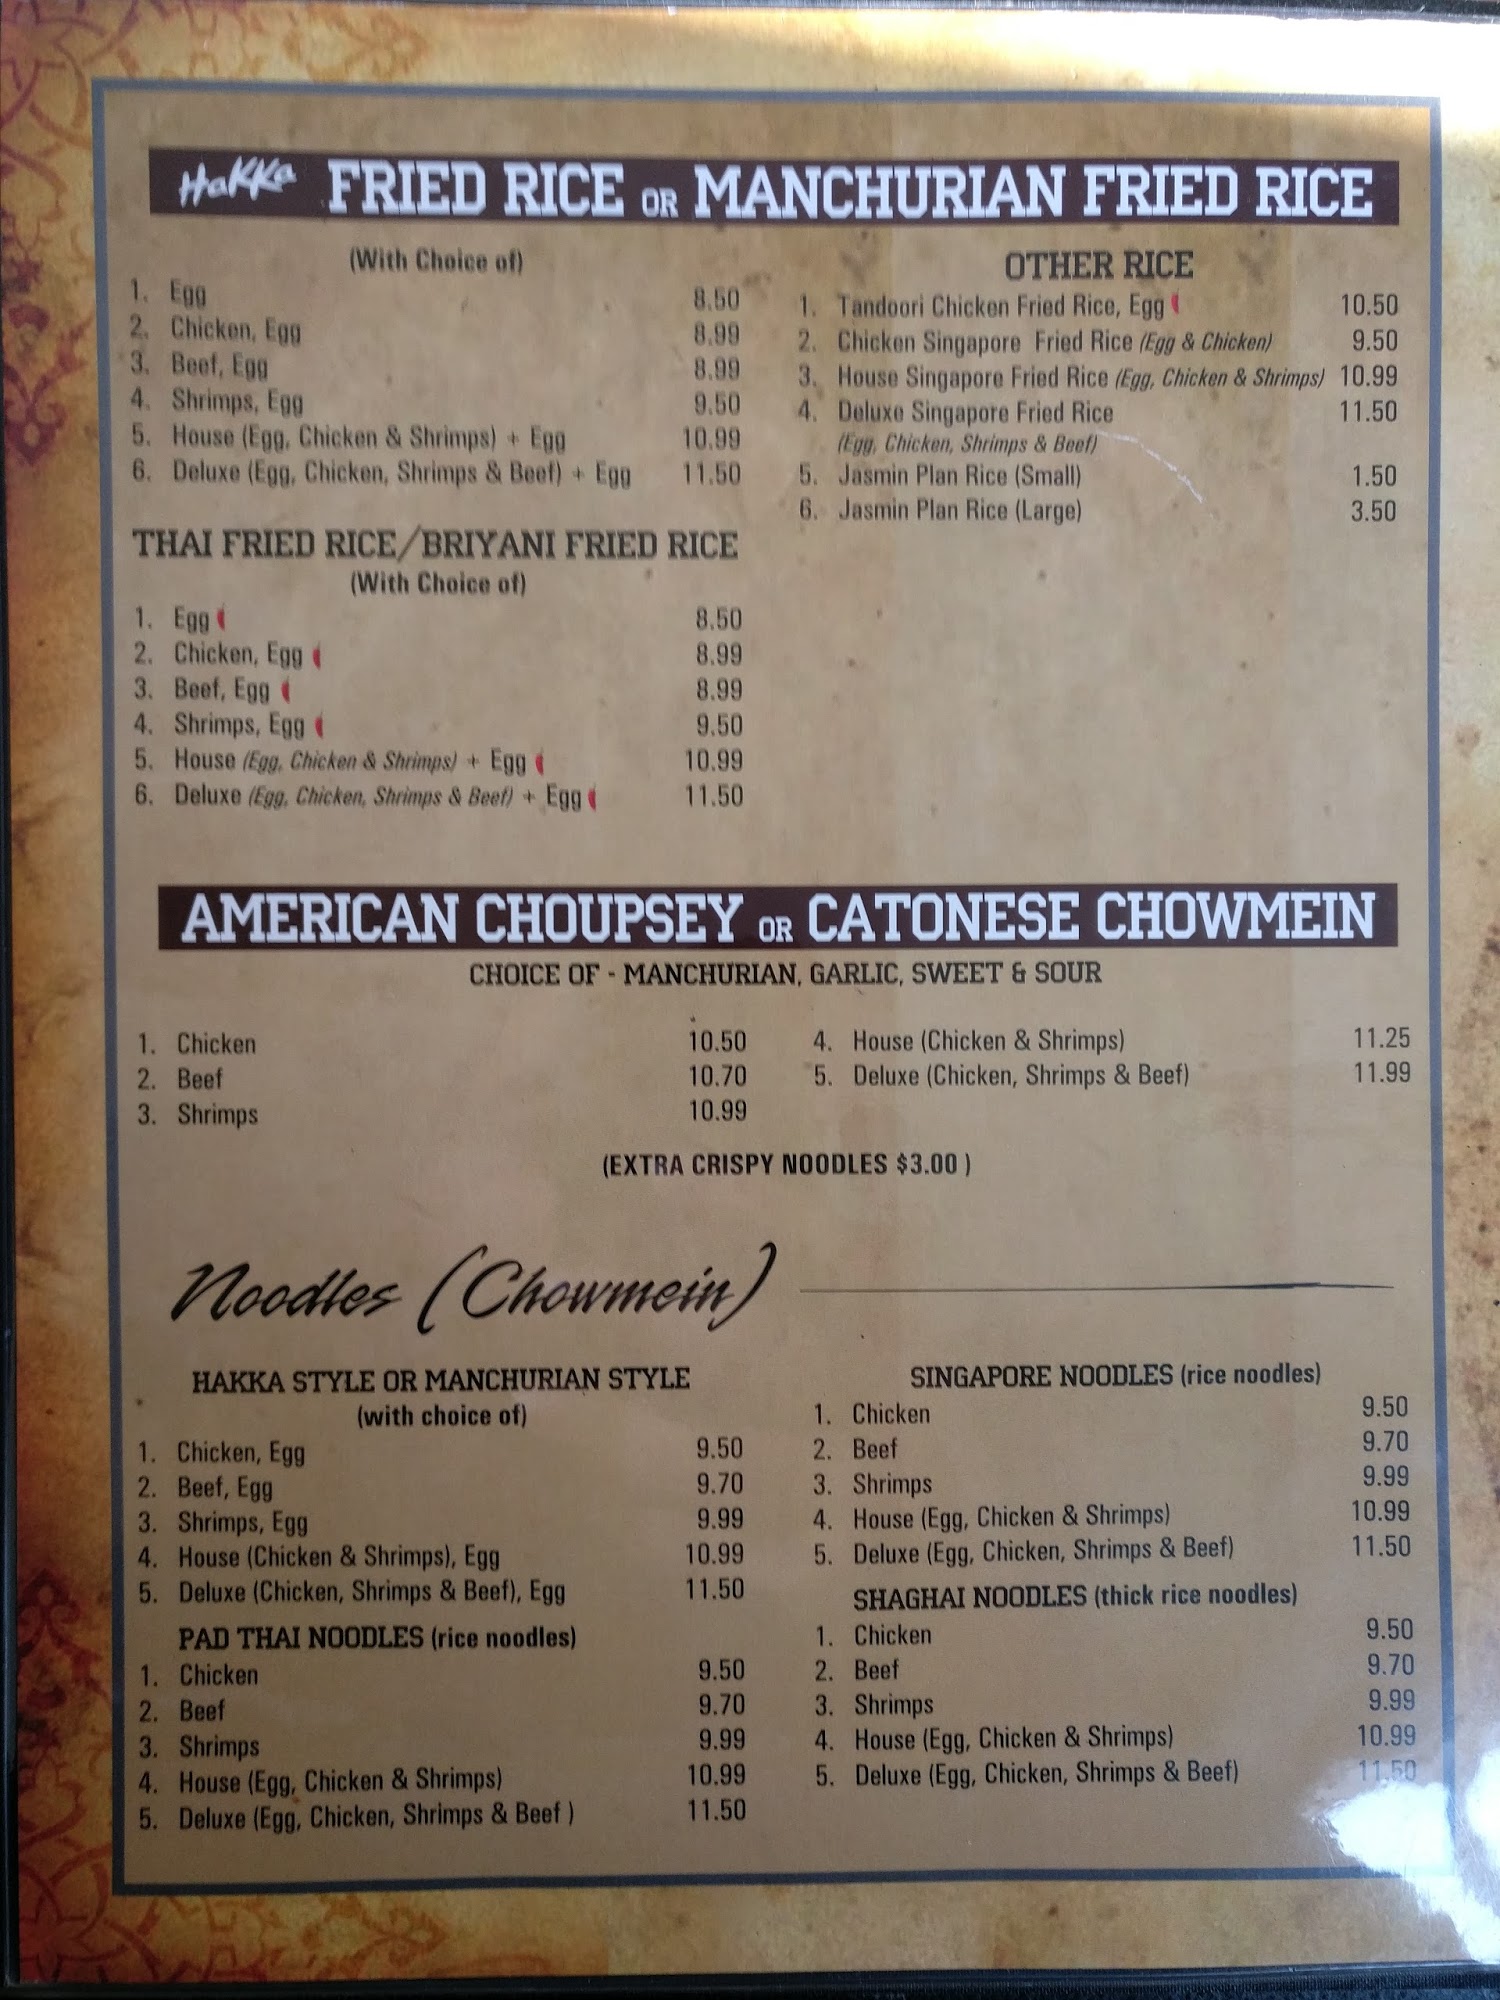 Hakka FRIED RICE OR MANCHURIAN FRIED RICE
(With Choice of)
1. Egg 8.50
2. Chicken, Egg 8.99
3. Beef, Egg 8.99
4. Shrimps, Egg 9.50
5. House (Egg, Chicken & Shrimps) + Egg 10.99
6. Deluxe (Egg, Chicken, Shrimps & Beef) + Egg 11.50
THAI FRIED RICE/BRIYANI FRIED RICE
(With Choice of)
1. Egg 8.50
2. Chicken, Egg 8.99
3. Beef, Egg 8.99
4. Shrimps, Egg 9.50
5. House (Egg, Chicken & Shrimps) + Egg 10.99
6. Deluxe (Egg, Chicken, Shrimps & Beef) + Egg 11.50
OTHER RICE
1. Tandoori Chicken Fried Rice, Egg 10.50
2. Chicken Singapore Fried Rice (Egg & Chicken) 9.50
3. House Singapore Fried Rice (Egg, Chicken & Shrimps) 10.99
4. Deluxe Singapore Fried Rice 11.50
(Egg, Chicken, Shrimps & Beef)
5. Jasmin Plan Rice (Small) 1.50
6. Jasmin Plan Rice (Large) 3.50
AMERICAN CHOUPSEY OR CATONESE CHOWMEIN
CHOICE OF - MANCHURIAN, GARLIC, SWEET & SOUR
1. Chicken 10.50
2. Beef 10.70
3. Shrimps 10.99
4. House (Chicken & Shrimps) 11.25
5. Deluxe (Chicken, Shrimps & Beef) 11.99
(EXTRA CRISPY NOODLES $3.00 )
Noodles (Chowmein)
HAKKA STYLE OR MANCHURIAN STYLE
(with choice of)
1. Chicken, Egg 9.50
2. Beef, Egg 9.70
3. Shrimps, Egg 9.99
4. House (Chicken & Shrimps), Egg 10.99
5. Deluxe (Chicken, Shrimps & Beef), Egg 11.50
PAD THAI NOODLES (rice noodles)
1. Chicken 9.50
2. Beef 9.70
3. Shrimps 9.99
4. House (Egg, Chicken & Shrimps) 10.99
5. Deluxe (Egg, Chicken, Shrimps & Beef ) 11.50
SINGAPORE NOODLES (rice noodles)
1. Chicken 9.50
2. Beef 9.70
3. Shrimps 9.99
4. House (Egg, Chicken & Shrimps) 10.99
5. Deluxe (Egg, Chicken, Shrimps & Beef) 11.50
SHAGHAI NOODLES (thick rice noodles)
1. Chicken 9.50
2. Beef 9.70
3. Shrimps 9.99
4. House (Egg, Chicken & Shrimps) 10.99
5. Deluxe (Egg, Chicken, Shrimps & Beef) 11.50